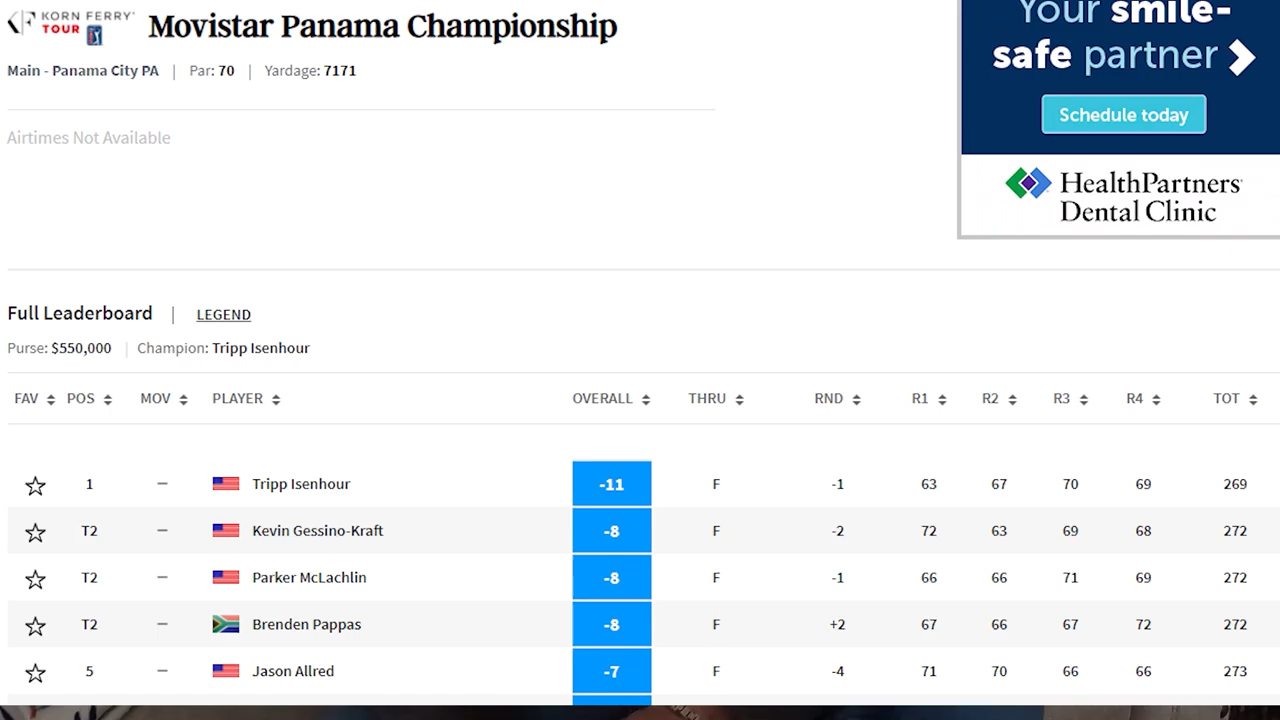 KORN FERRY
TOUR
Movistar Panama Championship
Main - Panama City PA | Par: 70 | Yardage: 7171
Airtimes Not Available
Your smile-
safe partner
Schedule today
HealthPartners
Dental Clinic
Full Leaderboard | LEGEND
Purse: $550,000 | Champion: Tripp Isenhour
FAV POS MOV PLAYER OVERALL THRU RND R1 R2 R3 R4 TOT
1 – Tripp Isenhour -11 F -1 63 67 70 69 269
T2 – Kevin Gessino-Kraft -8 F -2 72 63 69 68 272
T2 – Parker McLachlin -8 F -1 66 66 71 69 272
T2 – Brenden Pappas -8 F +2 67 66 67 72 272
5 – Jason Allred -7 F -4 71 70 66 66 273